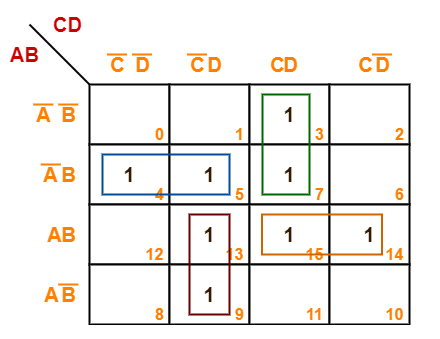 CD
AB
C̅ D̅ C̅D CD CD̅
A̅ B̅ 0 1 1 3 2
A̅B 1 4 1 5 1 7 6
AB 12 1 13 1 15 1 14
AB̅ 8 1 9 11 10